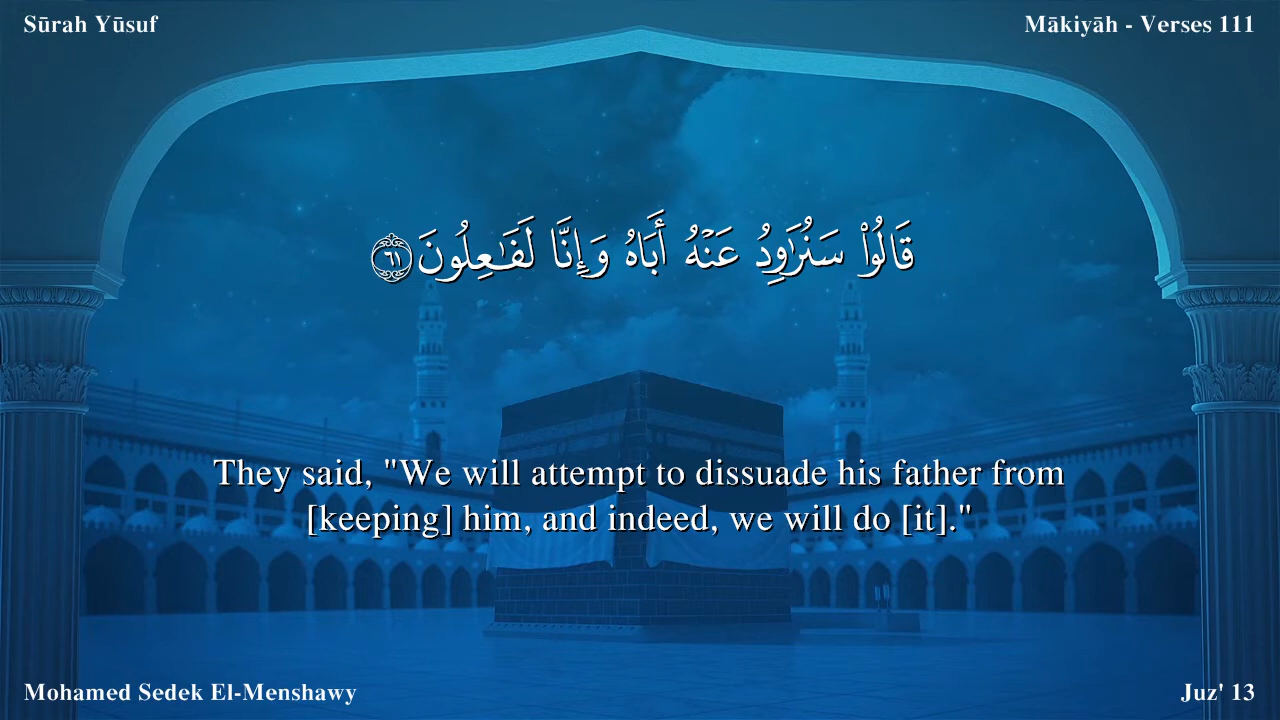 Sūrah Yūsuf
Mākiyāh - Verses 111
قَالُوا۟ سَنُرَٰوِدُ عَنْهُ أَبَاهُ وَإِنَّا لَفَـٰعِلُونَ ٦١
They said, "We will attempt to dissuade his father from
[keeping] him, and indeed, we will do [it]."
Mohamed Sedek El-Menshawy
Juz' 13